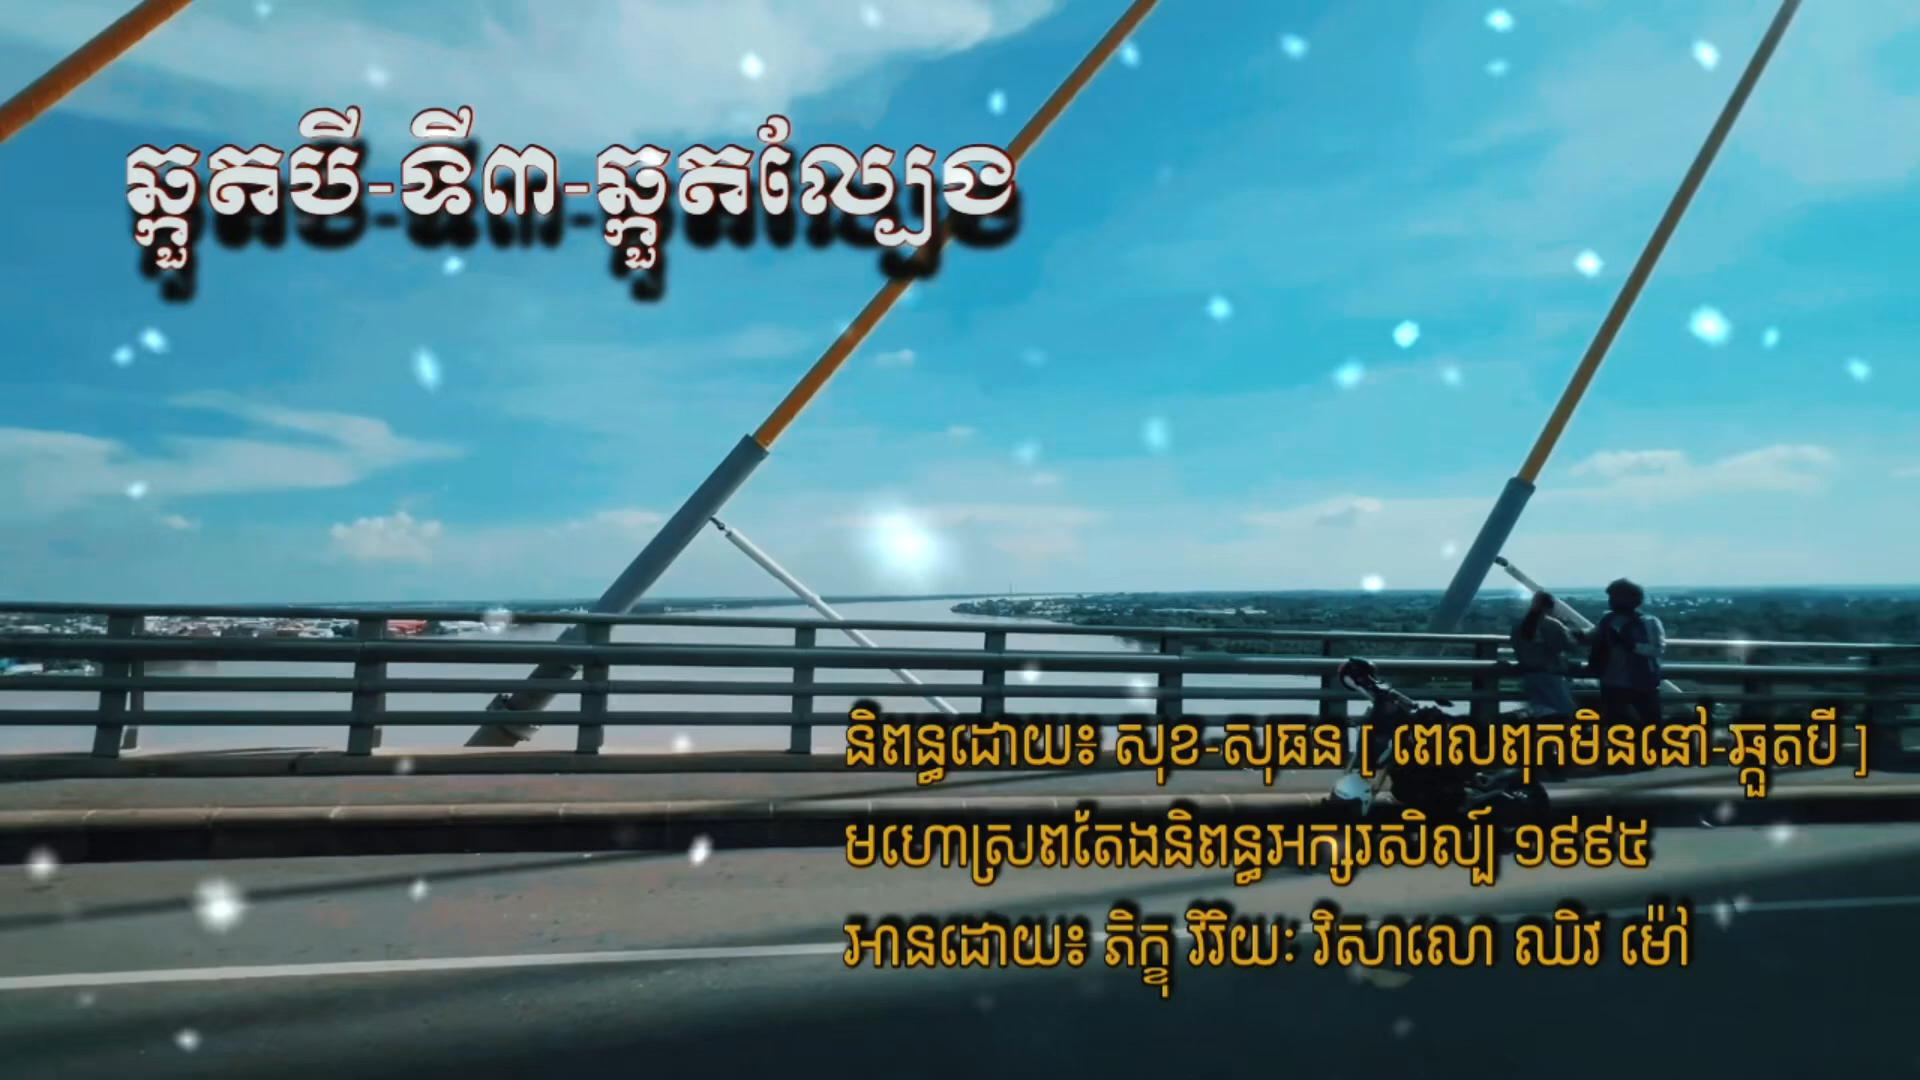 ឆ្កួតបី-ទី៣-ឆ្កួតល្បែង
និពន្ធដោយ៖ សុខ-សុធន [ ពេលពុកមិននៅ-ឆ្កួតបី ]
មហោស្រពតែងនិពន្ធអក្សរសិល្ប៍ ១៩៩៥
អានដោយ៖ ភិក្ខុ វិរិយៈ វិសាលោ ឈិវ ម៉ៅ